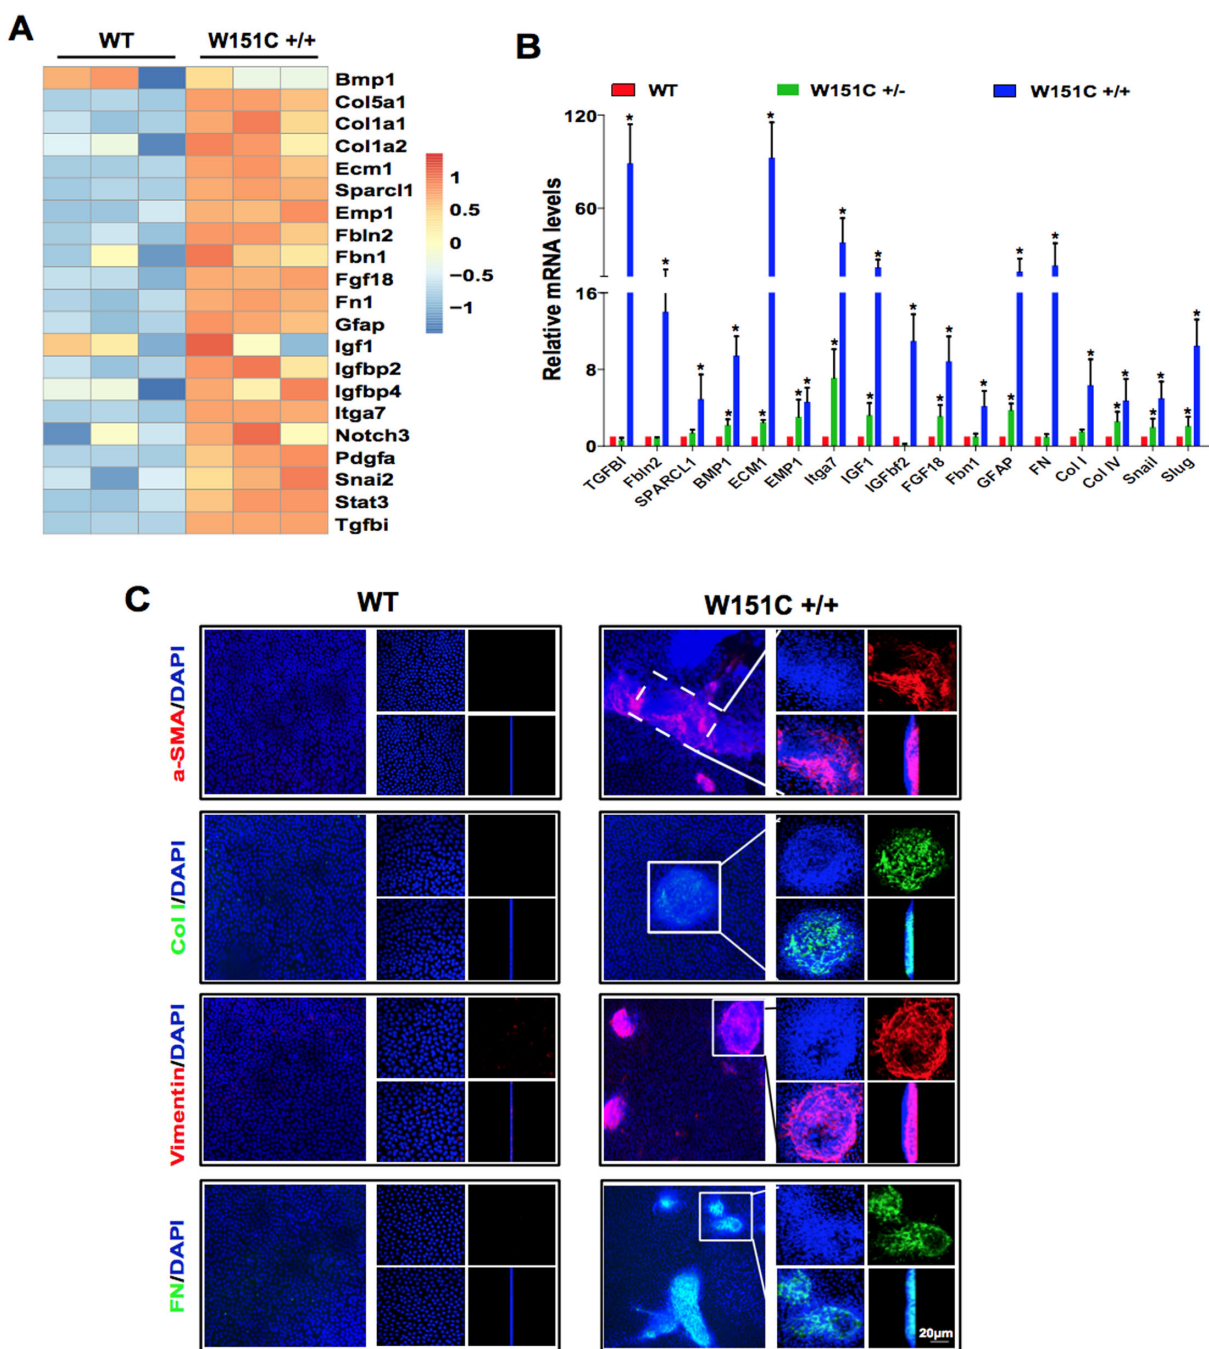 A
WT
W151C +/+
Bmp1
Col5a1
Col1a1
Col1a2
Ecm1
Sparcl1
Emp1
Fbln2
Fbn1
Fgf18
Fn1
Gfap
Igf1
Igfbp2
Igfbp4
Itga7
Notch3
Pdgfa
Snai2
Stat3
Tgfbi
1
0.5
0
−0.5
−1
B
WT
W151C +/-
W151C +/+
Relative mRNA levels
120
60
16
8
0
* * * * * * * * * * * * * * * * * * * * * * * * * *
TGFBI
Fbln2
SPARCL1
BMP1
ECM1
EMP1
Itga7
IGF1
IGFbf2
FGF18
Fbn1
GFAP
FN
Col I
Col IV
Snail
Slug
C
WT
W151C +/+
a-SMA/DAPI
Col I/DAPI
Vimentin/DAPI
FN/DAPI
20μm